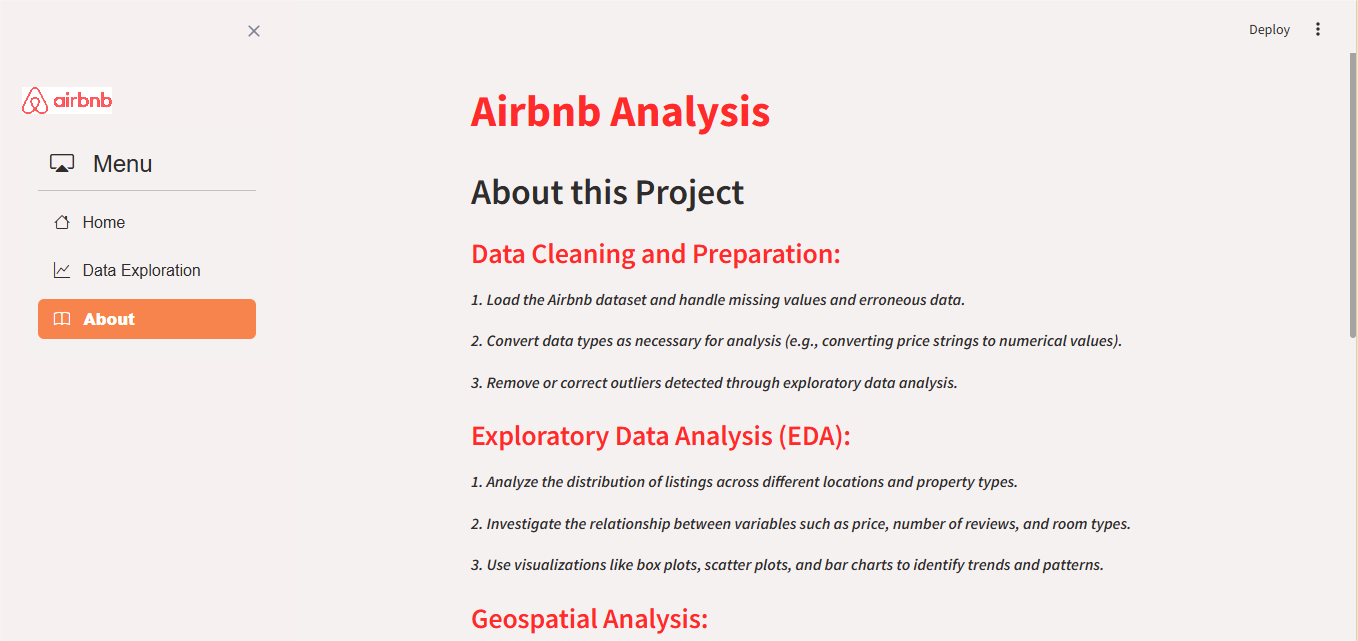 Deploy
airbnb
Menu
Home
Data Exploration
About
Airbnb Analysis
About this Project
Data Cleaning and Preparation:
1. Load the Airbnb dataset and handle missing values and erroneous data.
2. Convert data types as necessary for analysis (e.g., converting price strings to numerical values).
3. Remove or correct outliers detected through exploratory data analysis.
Exploratory Data Analysis (EDA):
1. Analyze the distribution of listings across different locations and property types.
2. Investigate the relationship between variables such as price, number of reviews, and room types.
3. Use visualizations like box plots, scatter plots, and bar charts to identify trends and patterns.
Geospatial Analysis: